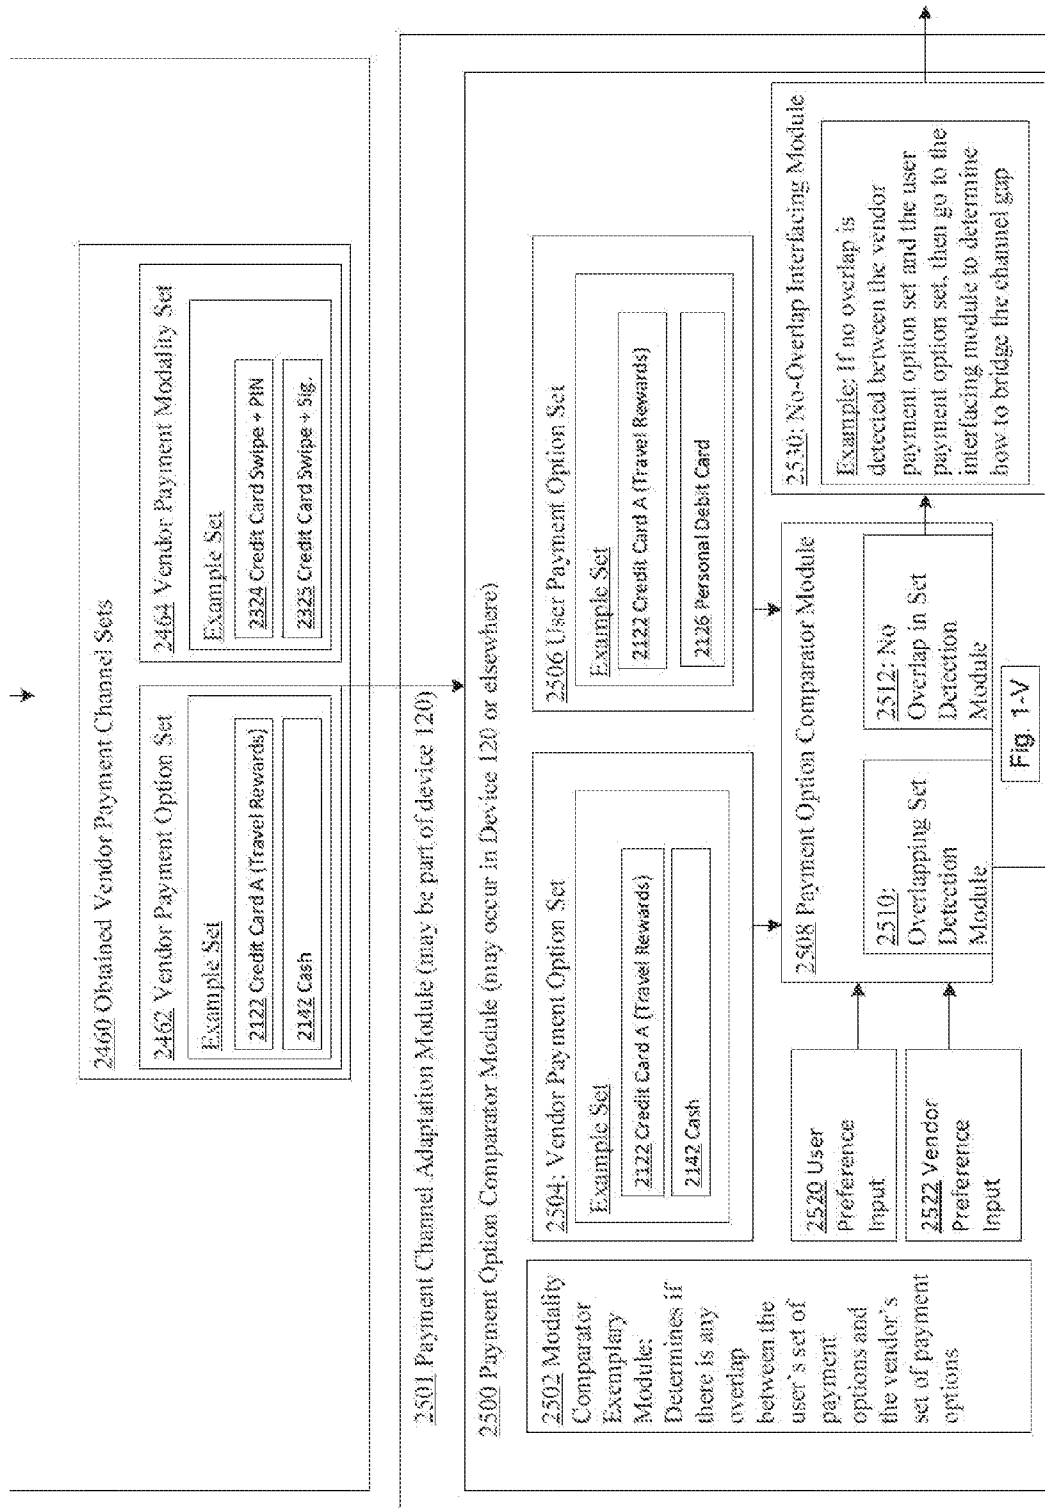 2460 Obtained Vendor Payment Channel Sets
2462 Vendor Payment Option Set
Example Set
2122 Credit Card A (Travel Rewards)
2142 Cash
2464 Vendor Payment Modality Set
Example Set
2324 Credit Card Swipe + PIN
2325 Credit Card Swipe + Sig.
2501 Payment Channel Adaptation Module (may be part of device 120)
2500 Payment Option Comparator Module (may occur in Device 120 or elsewhere)
2502 Modality
Comparator
Exemplary
Module:
Determines if
there is any
overlap
between the
user's set of
payment
options and
the vendor's
set of payment
options
2504: Vendor Payment Option Set
Example Set
2122 Credit Card A (Travel Rewards)
2142 Cash
2506 User Payment Option Set
Example Set
2122 Credit Card A (Travel Rewards)
2126 Personal Debit Card
2520 User
Preference
Input
2522 Vendor
Preference
Input
2508 Payment Option Comparator Module
2510:
Overlapping Set
Detection
Module
2512: No
Overlap in Set
Detection
Module
2530: No-Overlap Interfacing Module
Example: If no overlap is
detected between the vendor
payment option set and the user
payment option set, then go to the
interfacing module to determine
how to bridge the channel gap
Fig. 1-V